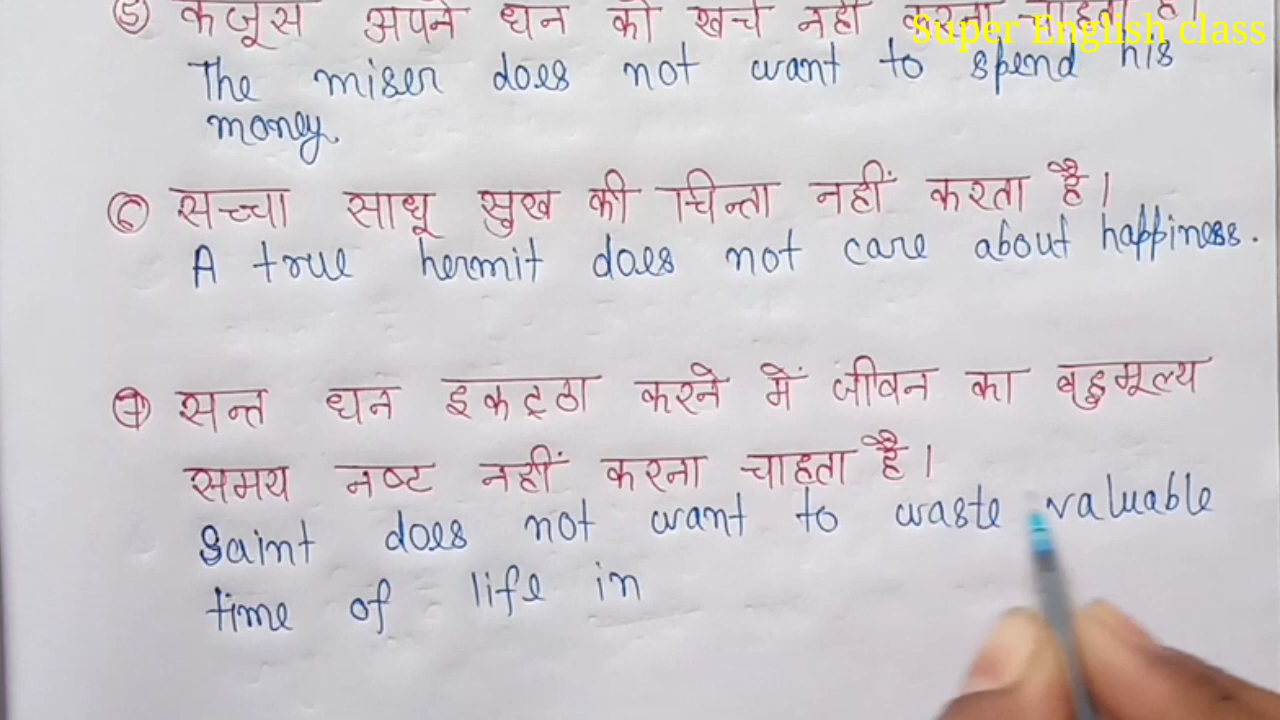 ⑤ कंजूस अपने धन को खर्च नहीं करना चाहता है।
Super English class
The miser does not want to spend his
money.
⑥ सच्चा साधू सुख की चिन्ता नहीं करता है।
A true hermit does not care about happiness.
⑦ सन्त धन इकट्ठा करने में जीवन का बहुमूल्य
समय नष्ट नहीं करना चाहता है।
Saint does not want to waste valuable
time of life in